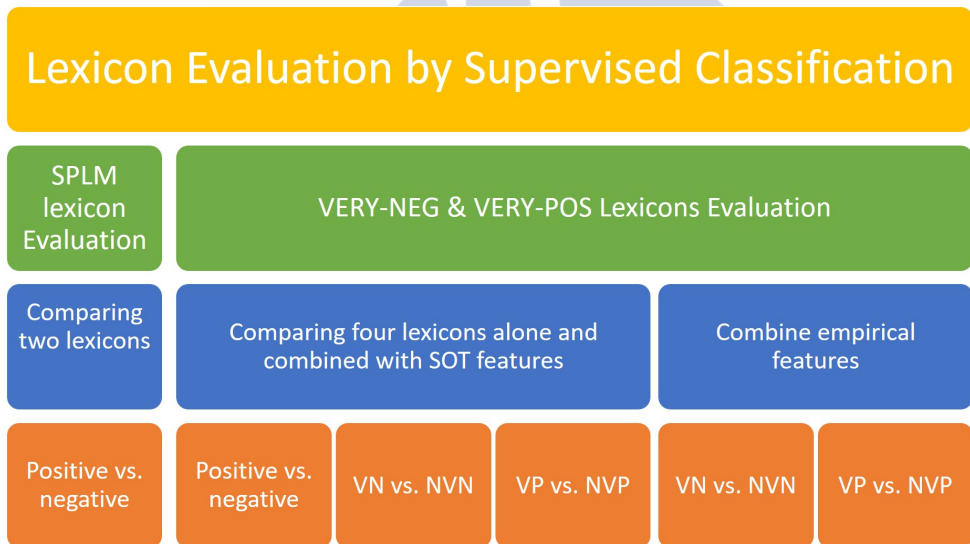 Lexicon Evaluation by Supervised Classification
SPLM
lexicon
Evaluation
VERY-NEG & VERY-POS Lexicons Evaluation
Comparing
two lexicons
Comparing four lexicons alone and
combined with SOT features
Combine empirical
features
Positive vs.
negative
Positive vs.
negative
VN vs. NVN
VP vs. NVP
VN vs. NVN
VP vs. NVP